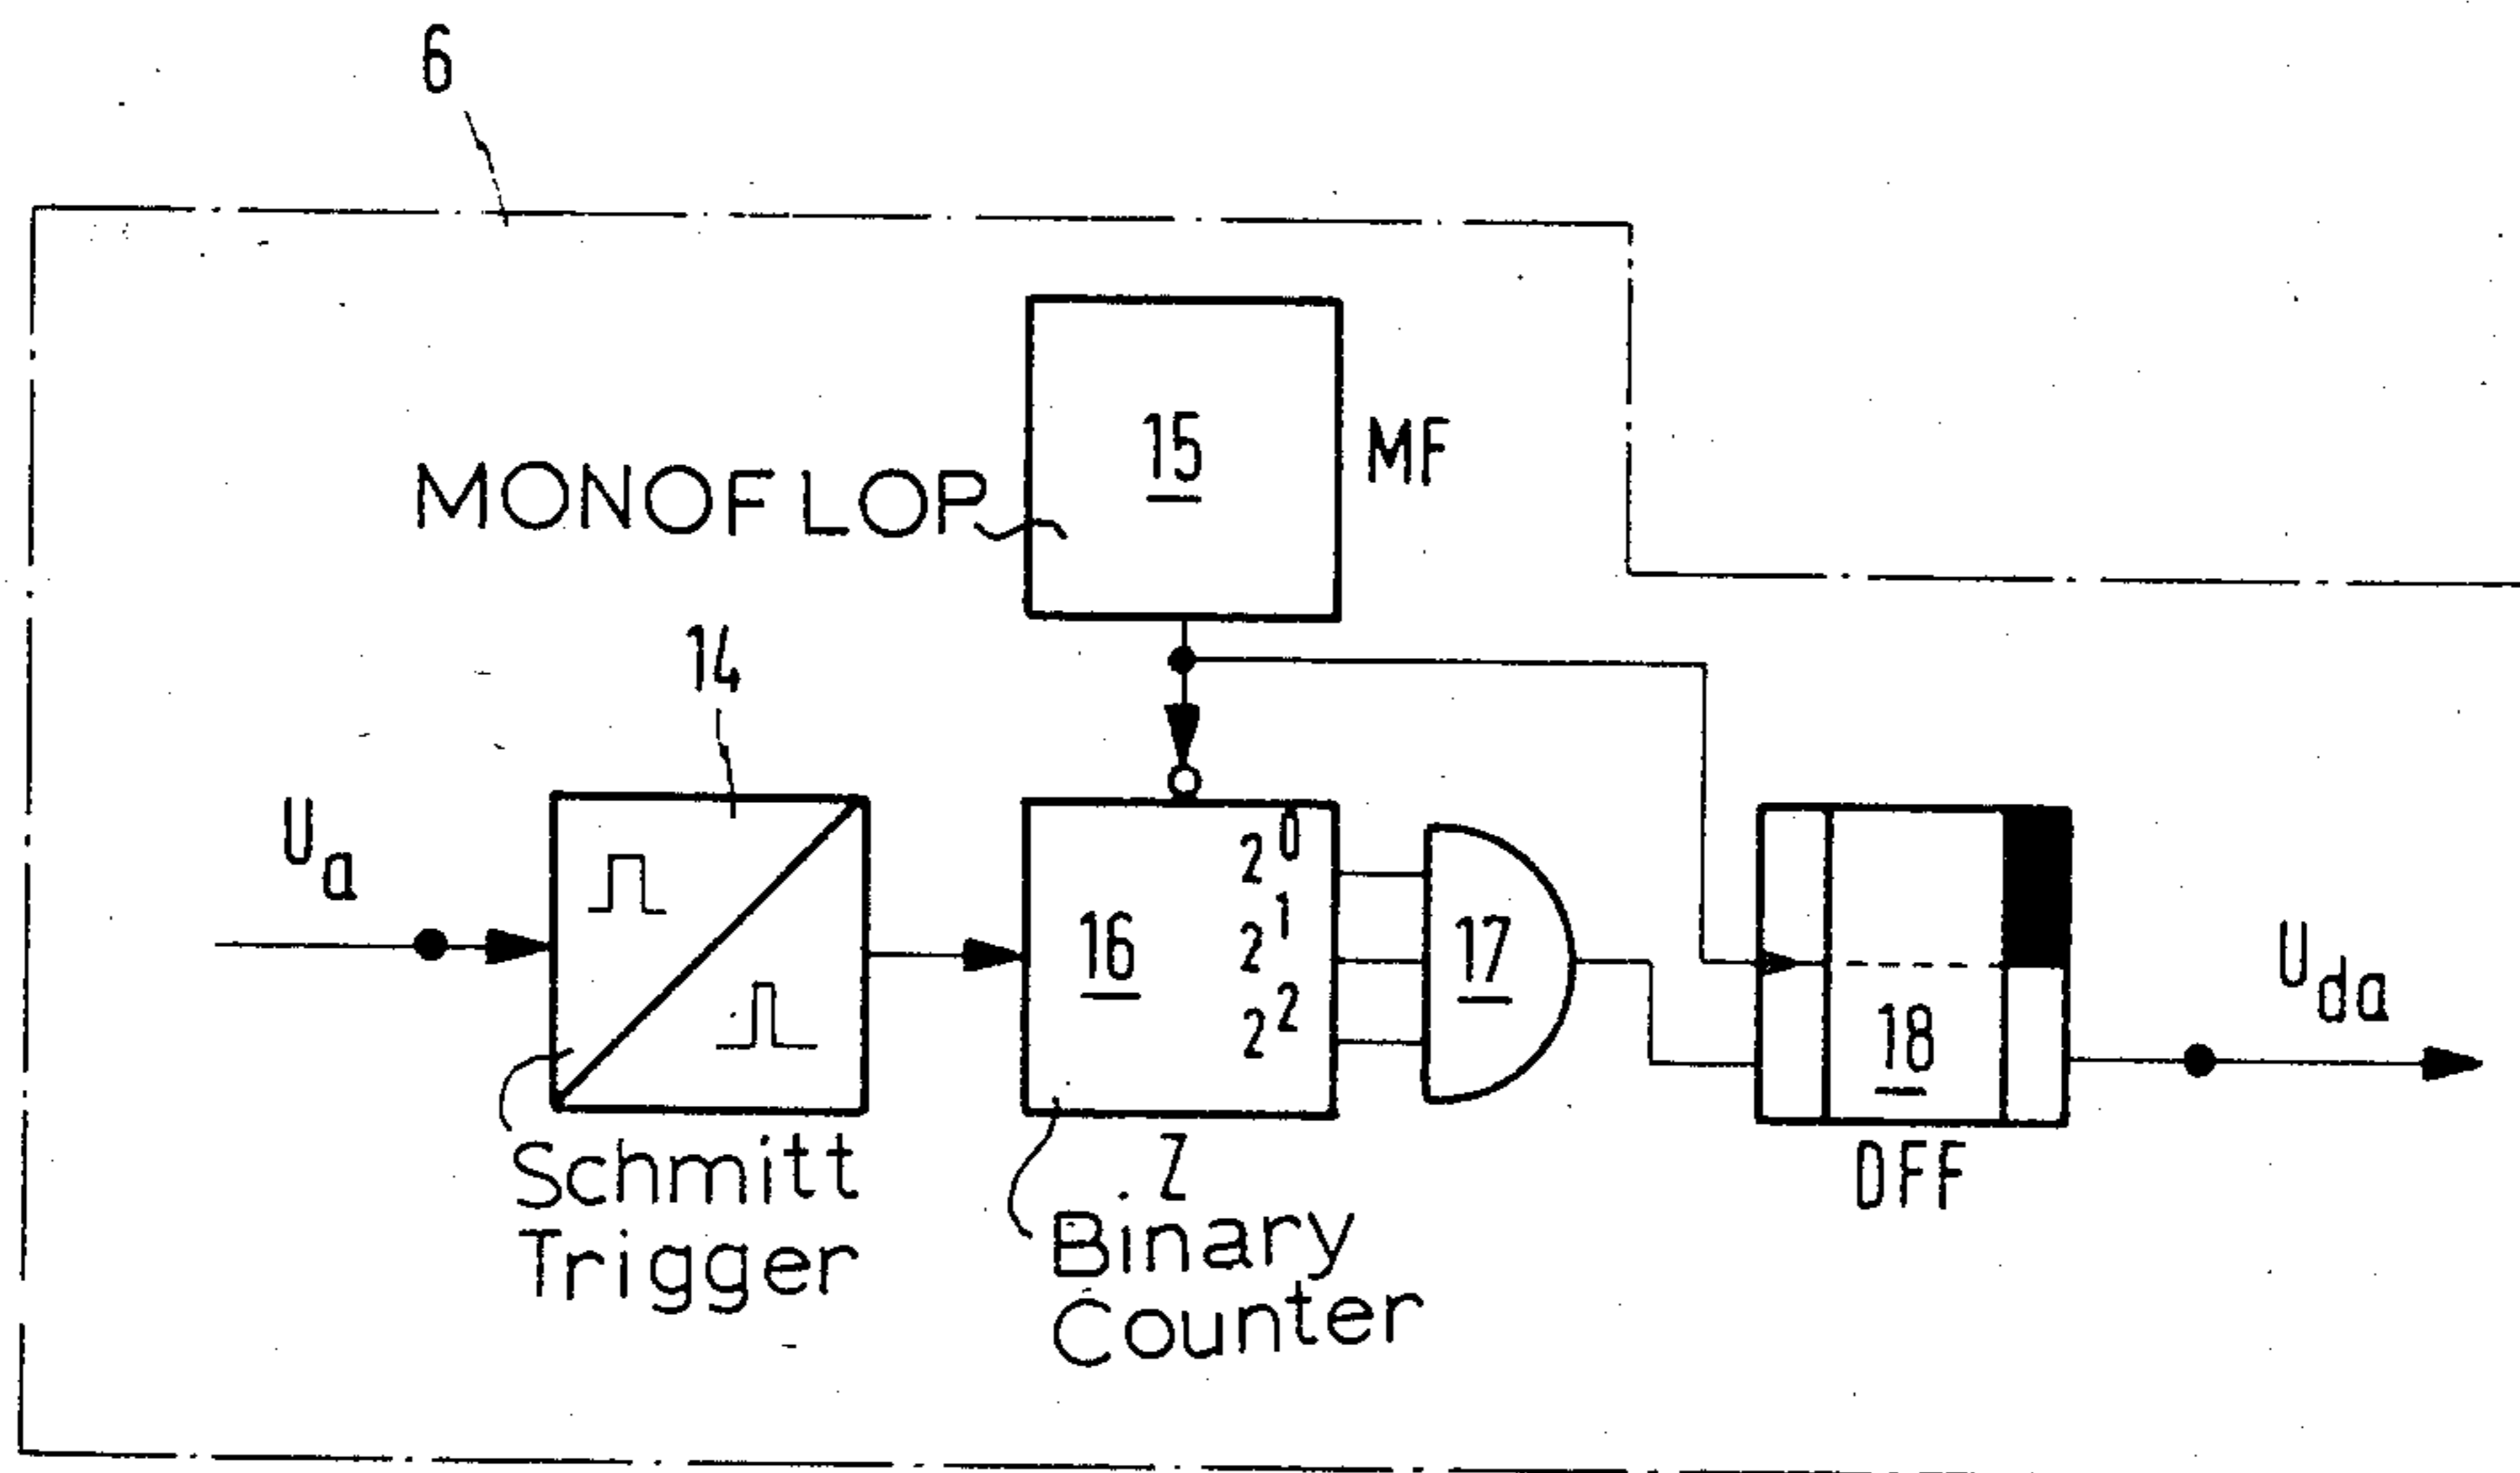 6
15
MF
MONOFLOP
14
Ua
16
2^0
2^1
2^2
17
18
Uda
DFF
Schmitt
Trigger
Z
Binary
Counter